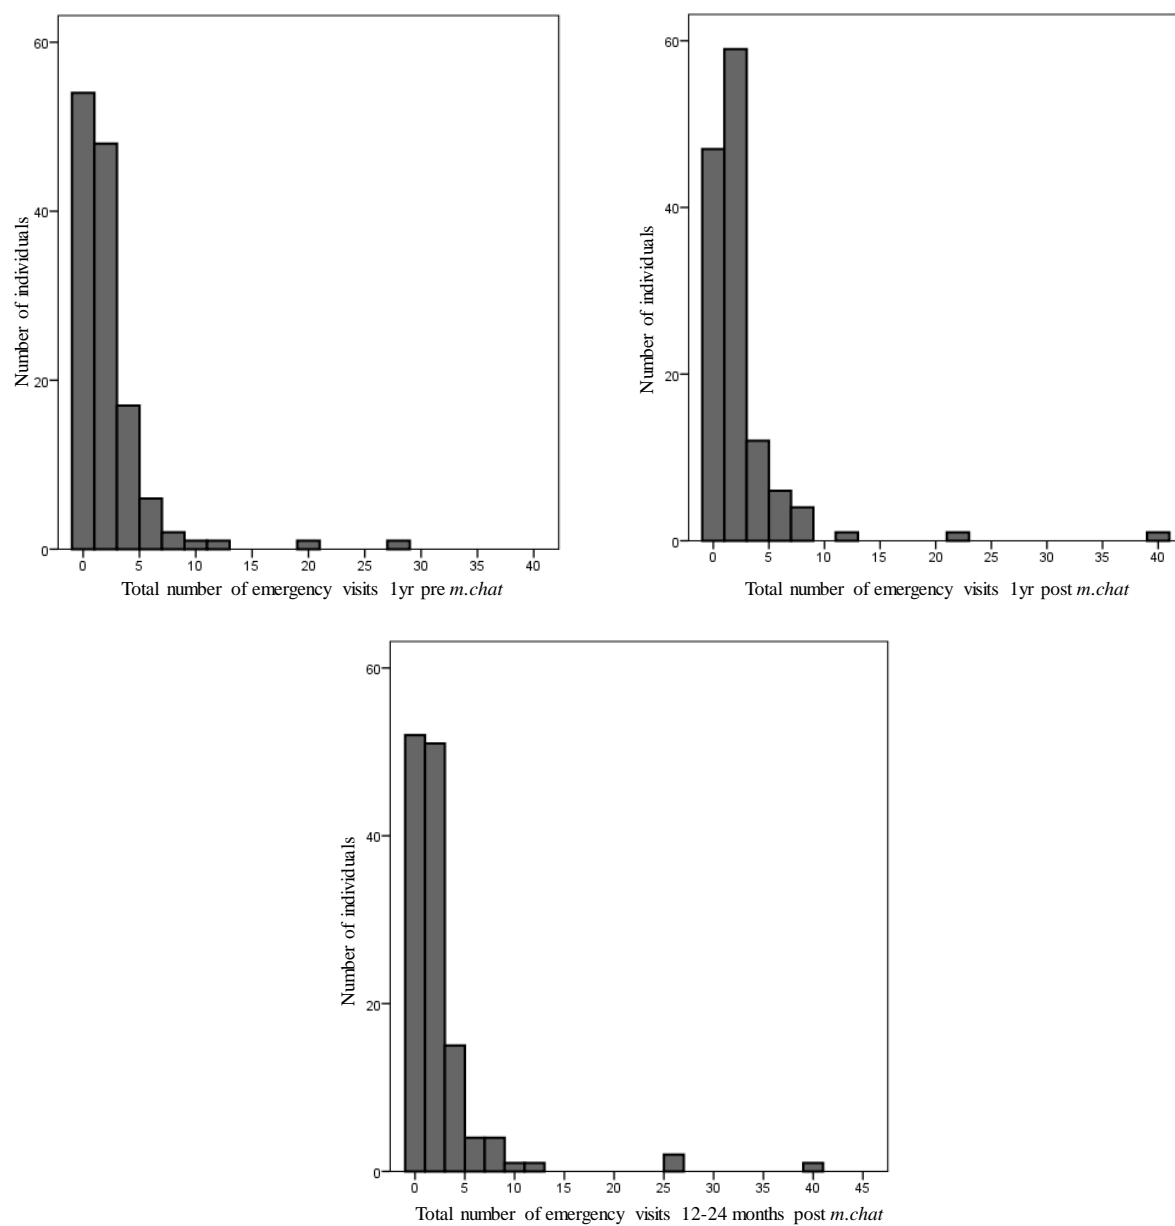 60
40
20
0
Number of individuals
0 5 10 15 20 25 30 35 40
Total number of emergency visits 1yr pre m.chat
60
40
20
0
Number of individuals
0 5 10 15 20 25 30 35 40
Total number of emergency visits 1yr post m.chat
60
40
20
0
Number of individuals
0 5 10 15 20 25 30 35 40 45
Total number of emergency visits 12-24 months post m.chat